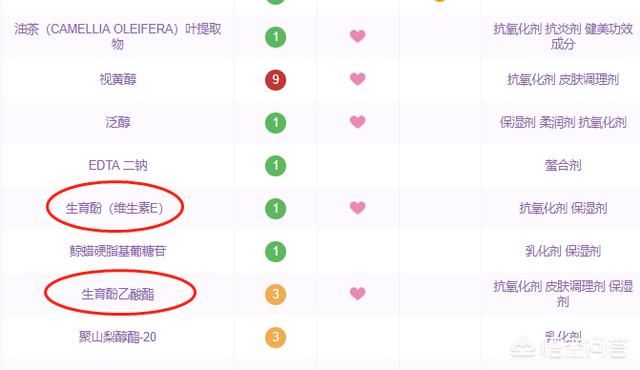 油茶（CAMELLIA OLEIFERA）叶提取
物
1
抗氧化剂 抗炎剂 健美功效
成分
视黄醇
9
抗氧化剂 皮肤调理剂
泛醇
1
保湿剂 柔润剂 抗氧化剂
EDTA 二钠
1
螯合剂
生育酚（维生素E）
1
抗氧化剂 保湿剂
鲸蜡硬脂基葡糖苷
1
乳化剂 保湿剂
生育酚乙酸酯
3
抗氧化剂 皮肤调理剂 保湿
剂
聚山梨醇酯-20
3
乳化剂
悟空问答